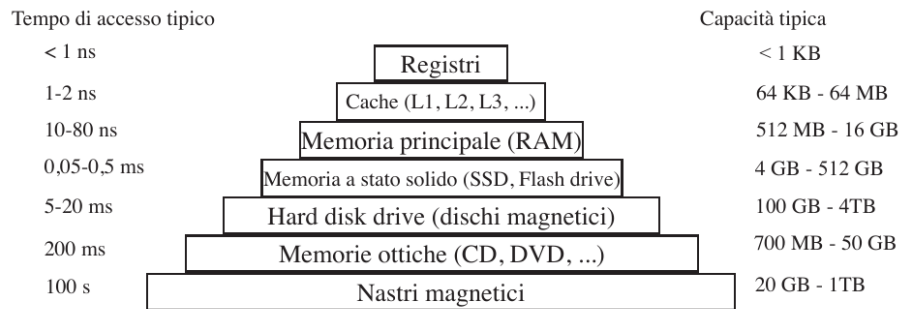 Tempo di accesso tipico Capacità tipica
< 1 ns Registri < 1 KB
1-2 ns Cache (L1, L2, L3, ...) 64 KB - 64 MB
10-80 ns Memoria principale (RAM) 512 MB - 16 GB
0,05-0,5 ms Memoria a stato solido (SSD, Flash drive) 4 GB - 512 GB
5-20 ms Hard disk drive (dischi magnetici) 100 GB - 4TB
200 ms Memorie ottiche (CD, DVD, ...) 700 MB - 50 GB
100 s Nastri magnetici 20 GB - 1TB